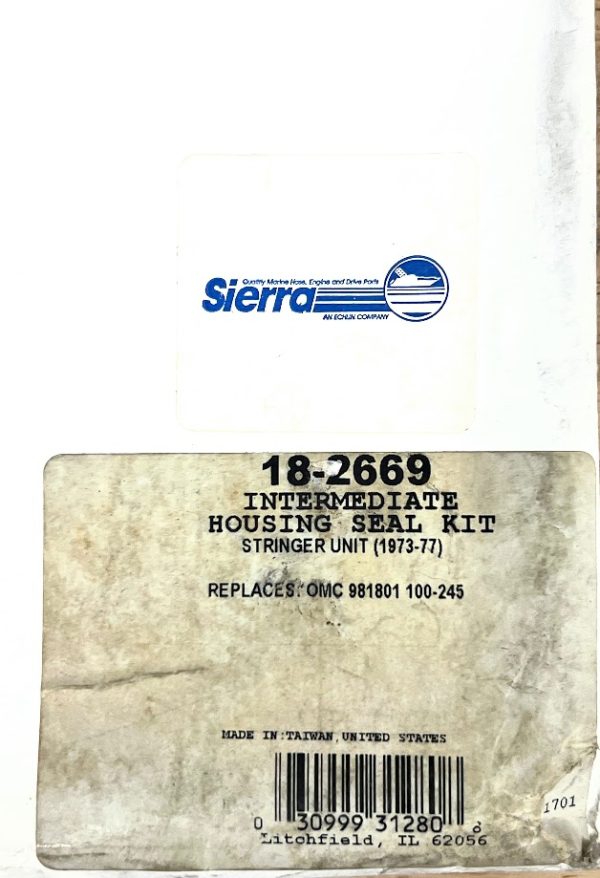 Quality Marine Hose, Engine and Drive Parts
Sierra
AN ECHLIN COMPANY
18-2669
INTERMEDIATE
HOUSING SEAL KIT
STRINGER UNIT (1973-77)
REPLACES: OMC 981801 100-245
MADE IN:TAIWAN,UNITED STATES
0 30999 31280 8
Litchfield, IL 62056
1701